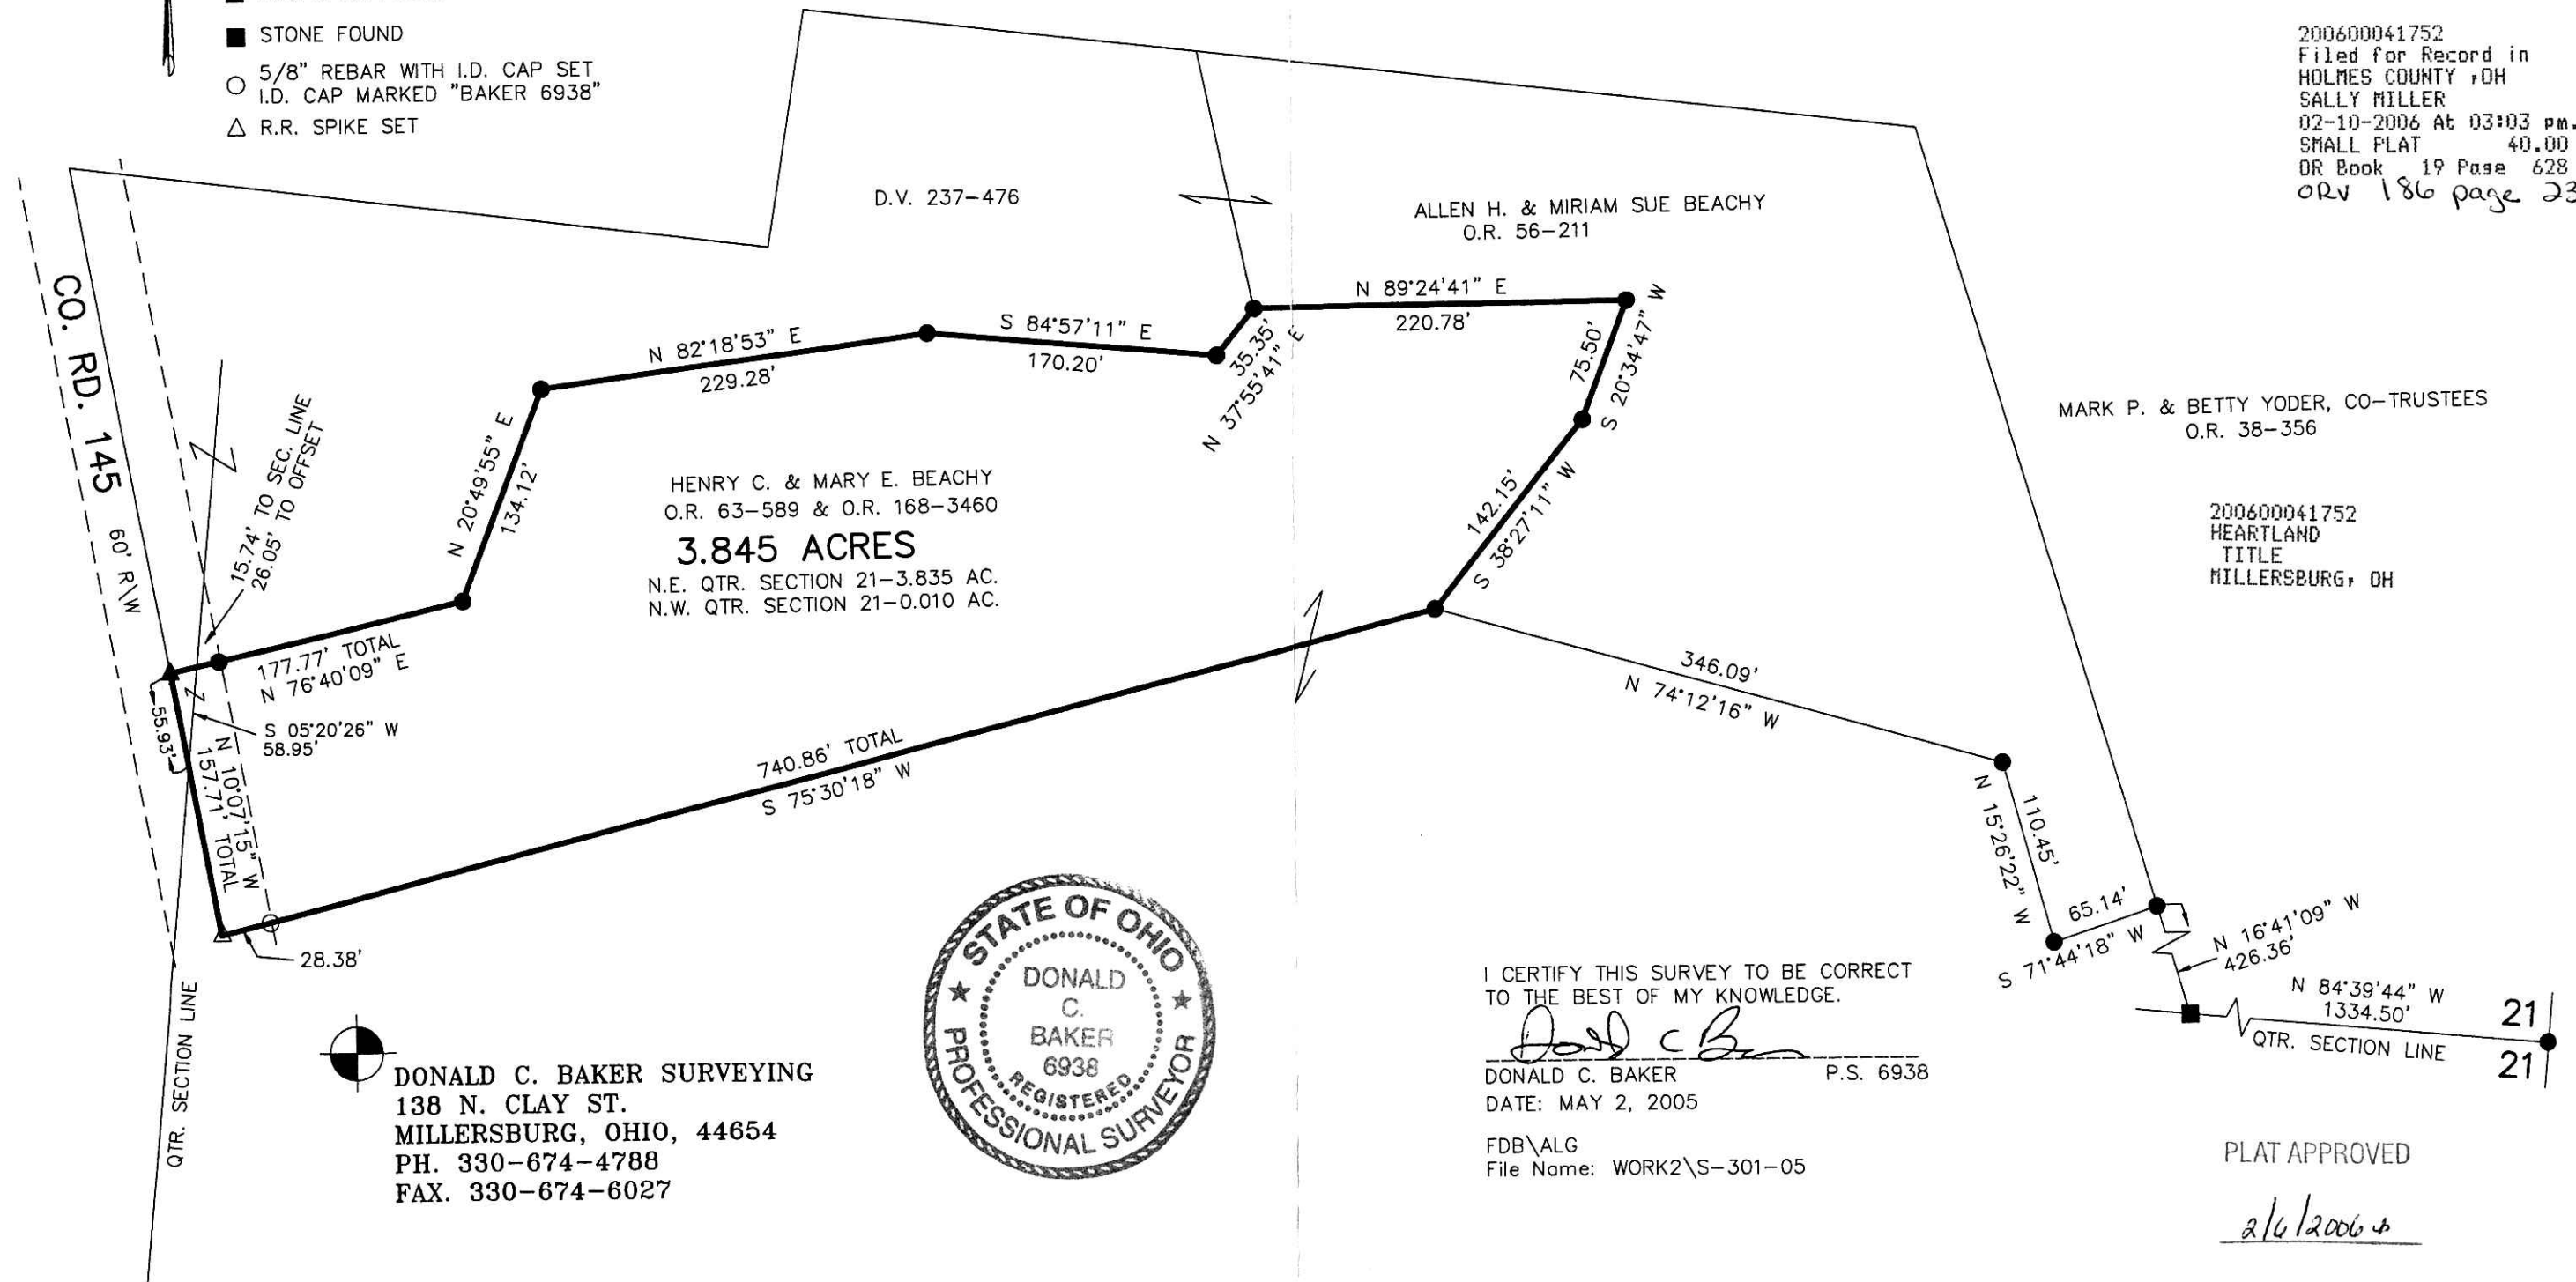 STONE FOUND
5/8" REBAR WITH I.D. CAP SET
I.D. CAP MARKED "BAKER 6938"
R.R. SPIKE SET
200600041752
Filed for Record in
HOLMES COUNTY ,OH
SALLY MILLER
02-10-2006 At 03:03 pm.
SMALL PLAT 40.00
OR Book 19 Page 628
ORV 186 page 23
D.V. 237-476
ALLEN H. & MIRIAM SUE BEACHY
O.R. 56-211
CO. RD. 145 60' R\W
15.74' TO SEC. LINE
26.05' TO OFFSET
N 20°49'55" E
134.12'
N 82°18'53" E
229.28'
S 84°57'11" E
170.20'
35.35'
N 37°55'41" E
N 89°24'41" E
220.78'
75.50'
S 20°34'47" W
142.15'
S 38°27'11" W
MARK P. & BETTY YODER, CO-TRUSTEES
O.R. 38-356
HENRY C. & MARY E. BEACHY
O.R. 63-589 & O.R. 168-3460
3.845 ACRES
N.E. QTR. SECTION 21-3.835 AC.
N.W. QTR. SECTION 21-0.010 AC.
200600041752
HEARTLAND
TITLE
MILLERSBURG, OH
177.77' TOTAL
N 76°40'09" E
55.93'
S 05°20'26" W
58.95'
N 10°07'15" W
157.71' TOTAL
740.86' TOTAL
S 75°30'18" W
346.09'
N 74°12'16" W
110.45'
N 15°26'22" W
65.14'
S 71°44'18" W
N 16°41'09" W
426.36'
28.38'
QTR. SECTION LINE
N 84°39'44" W
1334.50'
QTR. SECTION LINE
21
21
STATE OF OHIO
DONALD
C.
BAKER
6938
REGISTERED
PROFESSIONAL SURVEYOR
I CERTIFY THIS SURVEY TO BE CORRECT
TO THE BEST OF MY KNOWLEDGE.
DONALD C. BAKER P.S. 6938
DATE: MAY 2, 2005
FDB\ALG
File Name: WORK2\S-301-05
DONALD C. BAKER SURVEYING
138 N. CLAY ST.
MILLERSBURG, OHIO, 44654
PH. 330-674-4788
FAX. 330-674-6027
PLAT APPROVED
2/6/2006